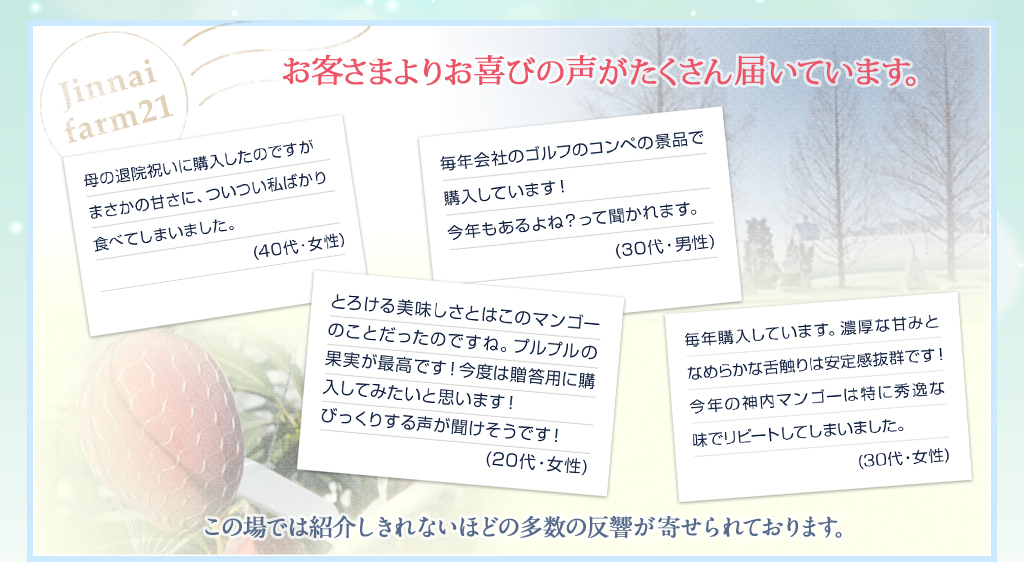 Jinnai
farm21
お客さまよりお喜びの声がたくさん届いています。
母の退院祝いに購入したのですが
まさかの甘さに、ついつい私ばかり
食べてしまいました。
(40代・女性)
毎年会社のゴルフのコンペの景品で
購入しています!
今年もあるよね?って聞かれます。
(30代・男性)
とろける美味しさとはこのマンゴー
のことだったのですね。プルプルの
果実が最高です!今度は贈答用に購
入してみたいと思います!
びっくりする声が聞けそうです!
(20代・女性)
毎年購入しています。濃厚な甘みと
なめらかな舌触りは安定感抜群です!
今年の神内マンゴーは特に秀逸な
味でリピートしてしまいました。
(30代・女性)
この場では紹介しきれないほどの多数の反響が寄せられております。